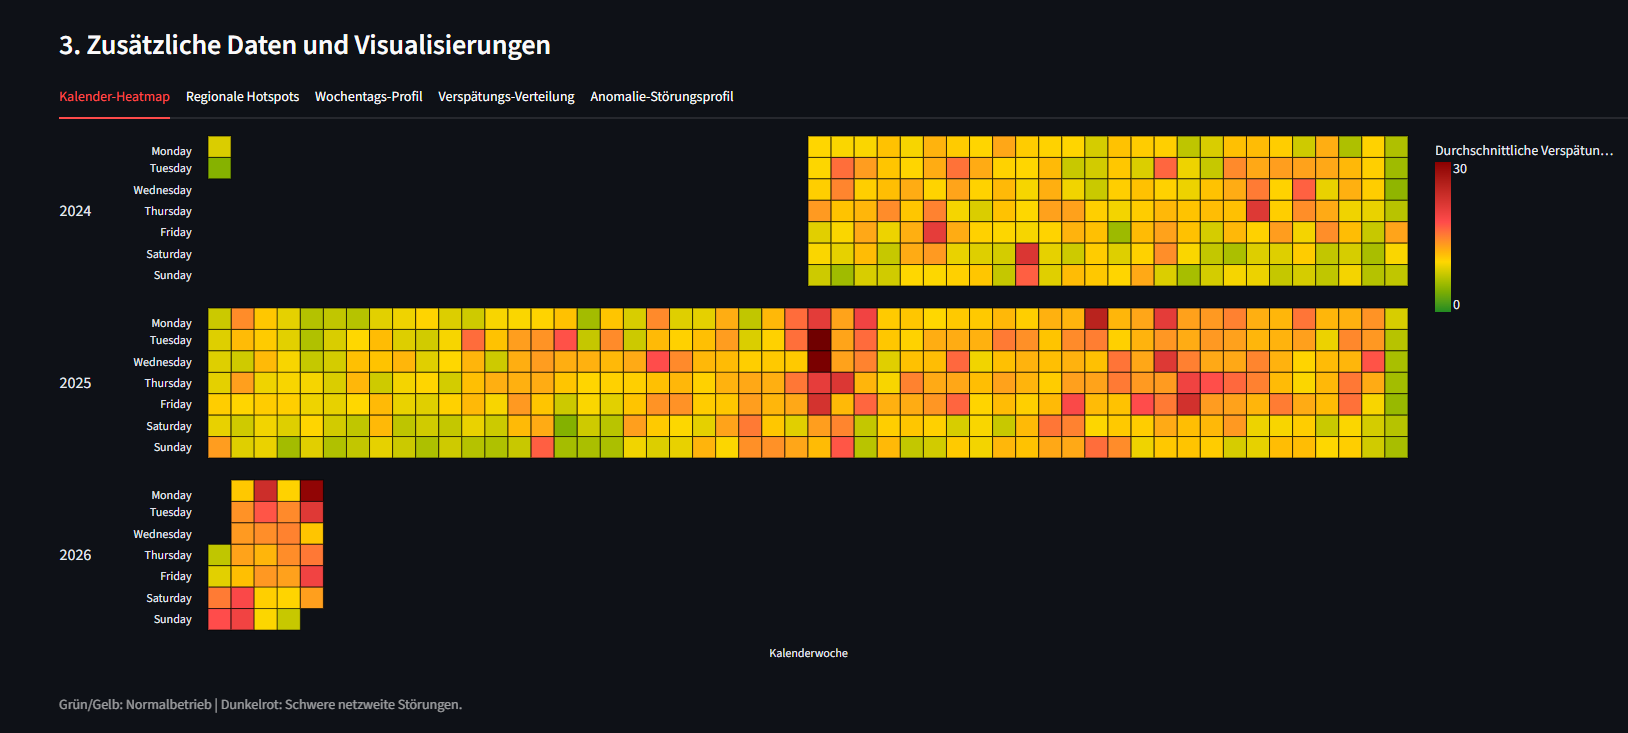 3. Zusätzliche Daten und Visualisierungen
Kalender-Heatmap Regionale Hotspots Wochentags-Profil Verspätungs-Verteilung Anomalie-Störungsprofil
Durchschnittliche Verspätun…
30
0
2024
Monday
Tuesday
Wednesday
Thursday
Friday
Saturday
Sunday
2025
Monday
Tuesday
Wednesday
Thursday
Friday
Saturday
Sunday
2026
Monday
Tuesday
Wednesday
Thursday
Friday
Saturday
Sunday
Kalenderwoche
Grün/Gelb: Normalbetrieb | Dunkelrot: Schwere netzweite Störungen.